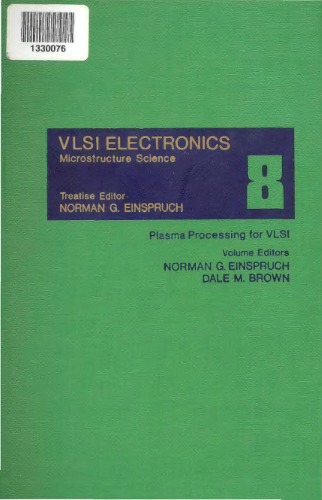 1330076
VLSI ELECTRONICS
Microstructure Science
8
Treatise Editor
NORMAN G. EINSPRUCH
Plasma Processing for VLSI
Volume Editors
NORMAN G. EINSPRUCH
DALE M. BROWN